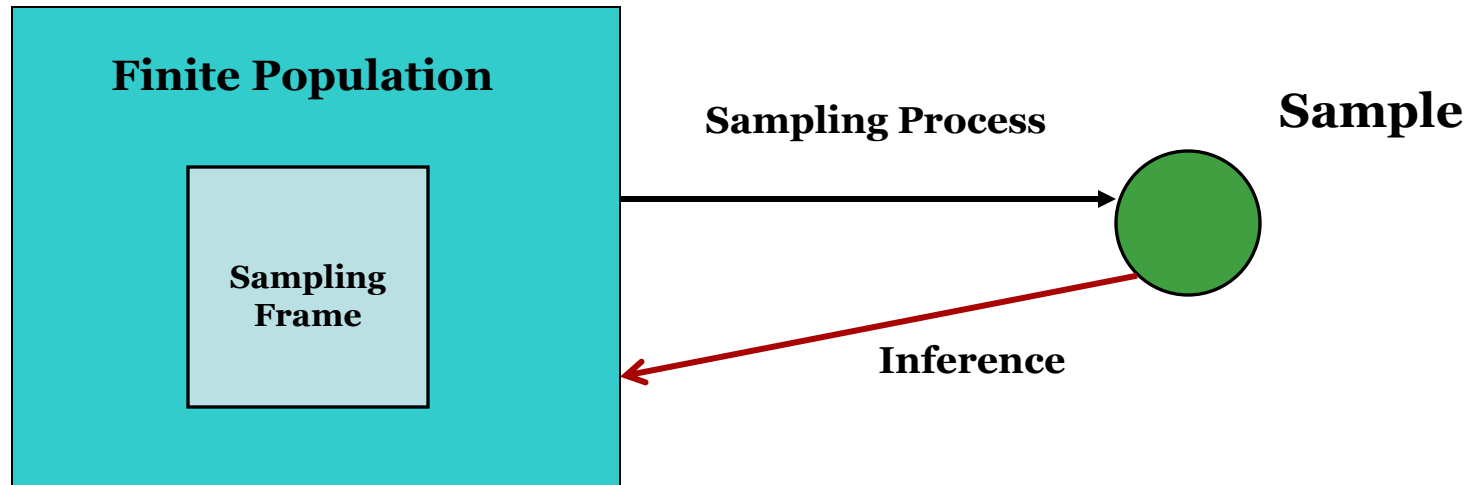 Finite Population
Sampling Process
Sample
Sampling
Frame
Inference